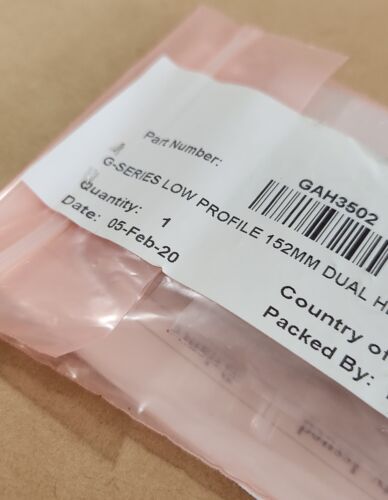 Part Number:
GAH3502
G-SERIES LOW PROFILE 152MM DUAL
Quantity: 1
Date: 05-Feb-20
Country of
Packed By: